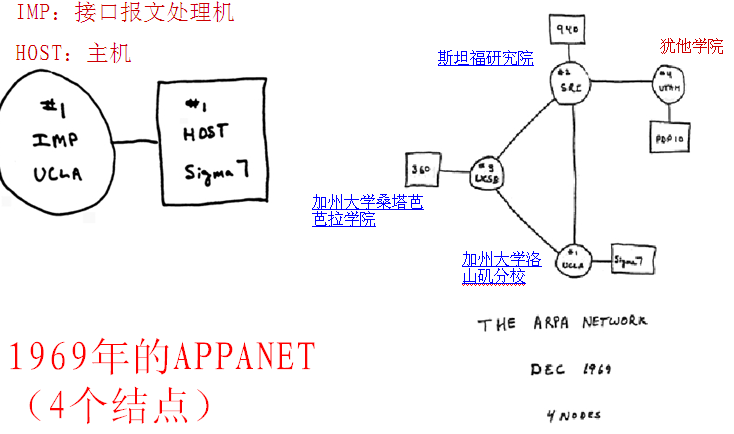 IMP: 接口报文处理机
HOST: 主机
#1
IMP
UCLA
#1
HOST
Sigma 7
1969年的APPANET
(4个结点)
940
斯坦福研究院
#2
SRI
犹他学院
#4
UTAH
PDP10
360
#3
UCSB
加州大学桑塔芭
芭拉学院
加州大学洛
山矶分校
#1
UCLA
Sigma 7
THE ARPA NETWORK
DEC 1969
4 NODES